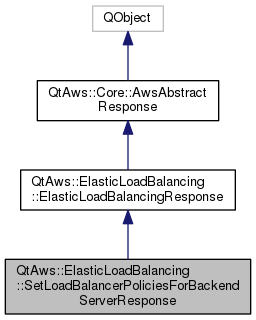 QObject
QtAws::Core::AwsAbstract
Response
QtAws::ElasticLoadBalancing
::ElasticLoadBalancingResponse
QtAws::ElasticLoadBalancing
::SetLoadBalancerPoliciesForBackend
ServerResponse